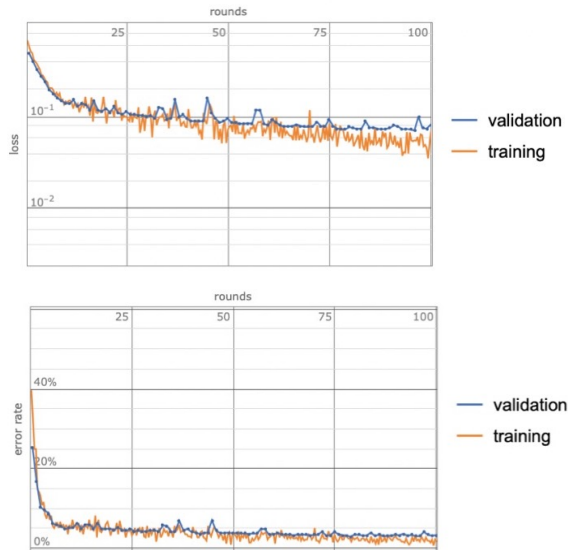 rounds
25 50 75 100
10⁻¹
loss
10⁻²
validation
training
rounds
25 50 75 100
40%
error rate
20%
0%
validation
training